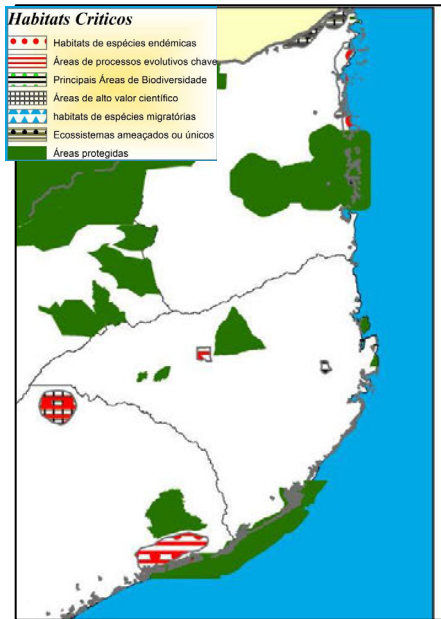 Habitats Criticos
Habitats de espécies endémicas
Áreas de processos evolutivos chave
Principais Áreas de Biodiversidade
Áreas de alto valor científico
habitas de espécies migratórias
Ecossistemas ameaçados ou únicos
Áreas protegidas